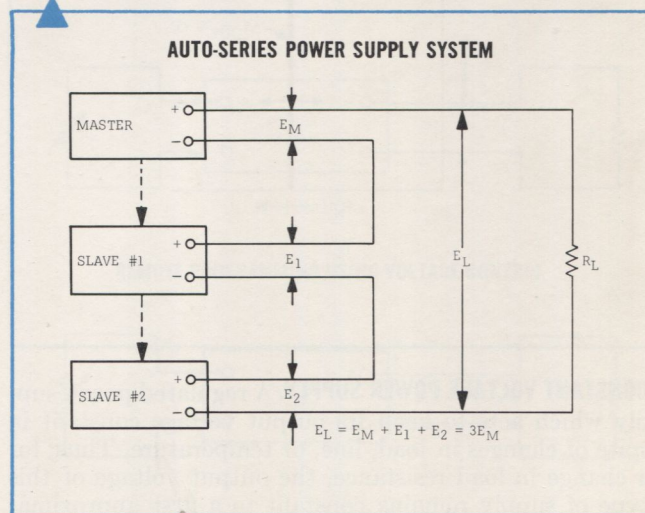 AUTO-SERIES POWER SUPPLY SYSTEM
MASTER
+
−
E_M
SLAVE #1
+
−
E_1
E_L
R_L
SLAVE #2
+
−
E_2
E_L = E_M + E_1 + E_2 = 3E_M